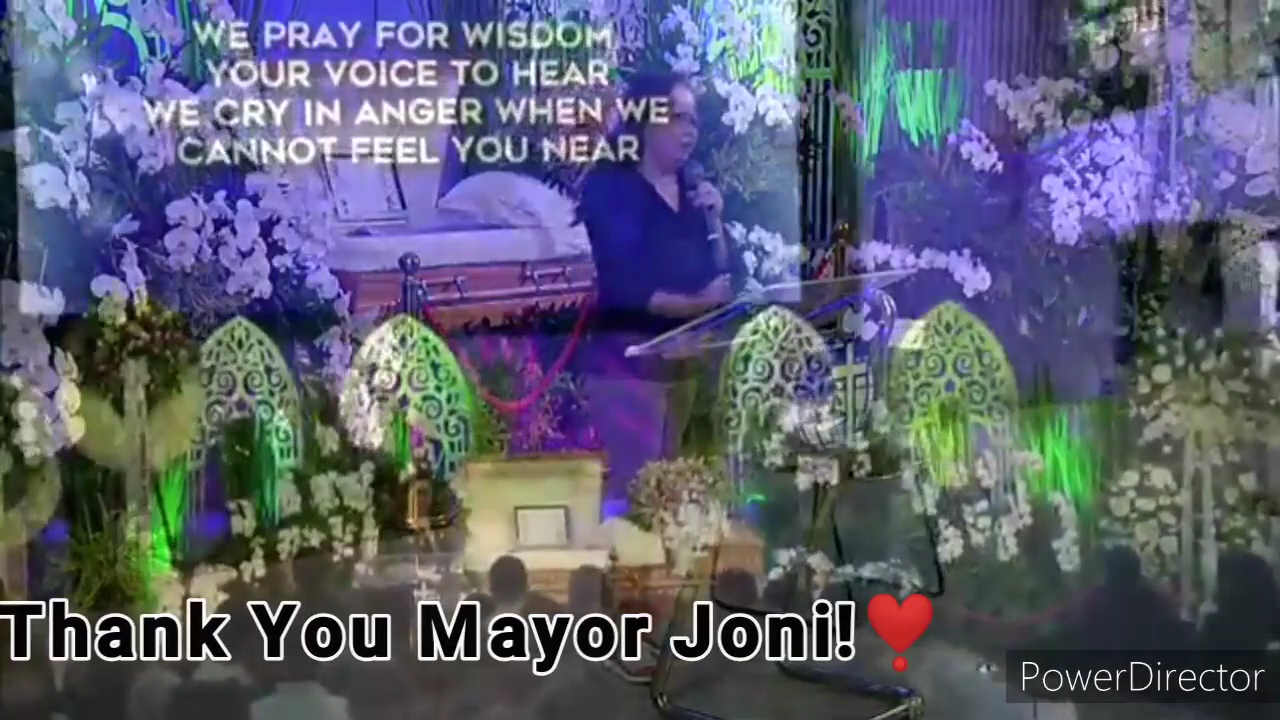 WE PRAY FOR WISDOM
YOUR VOICE TO HEAR
WE CRY IN ANGER WHEN WE
CANNOT FEEL YOU NEAR
Thank You Mayor Joni!❣
PowerDirector